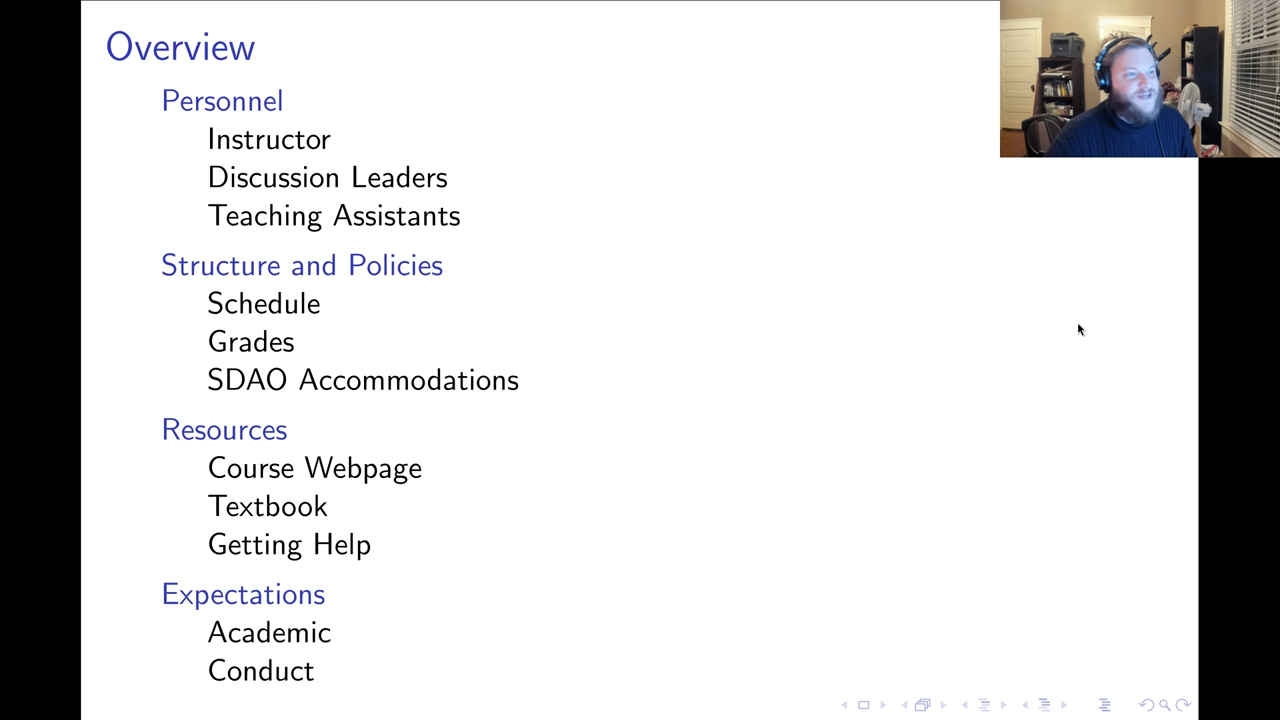 Overview
Personnel
Instructor
Discussion Leaders
Teaching Assistants
Structure and Policies
Schedule
Grades
SDAO Accommodations
Resources
Course Webpage
Textbook
Getting Help
Expectations
Academic
Conduct